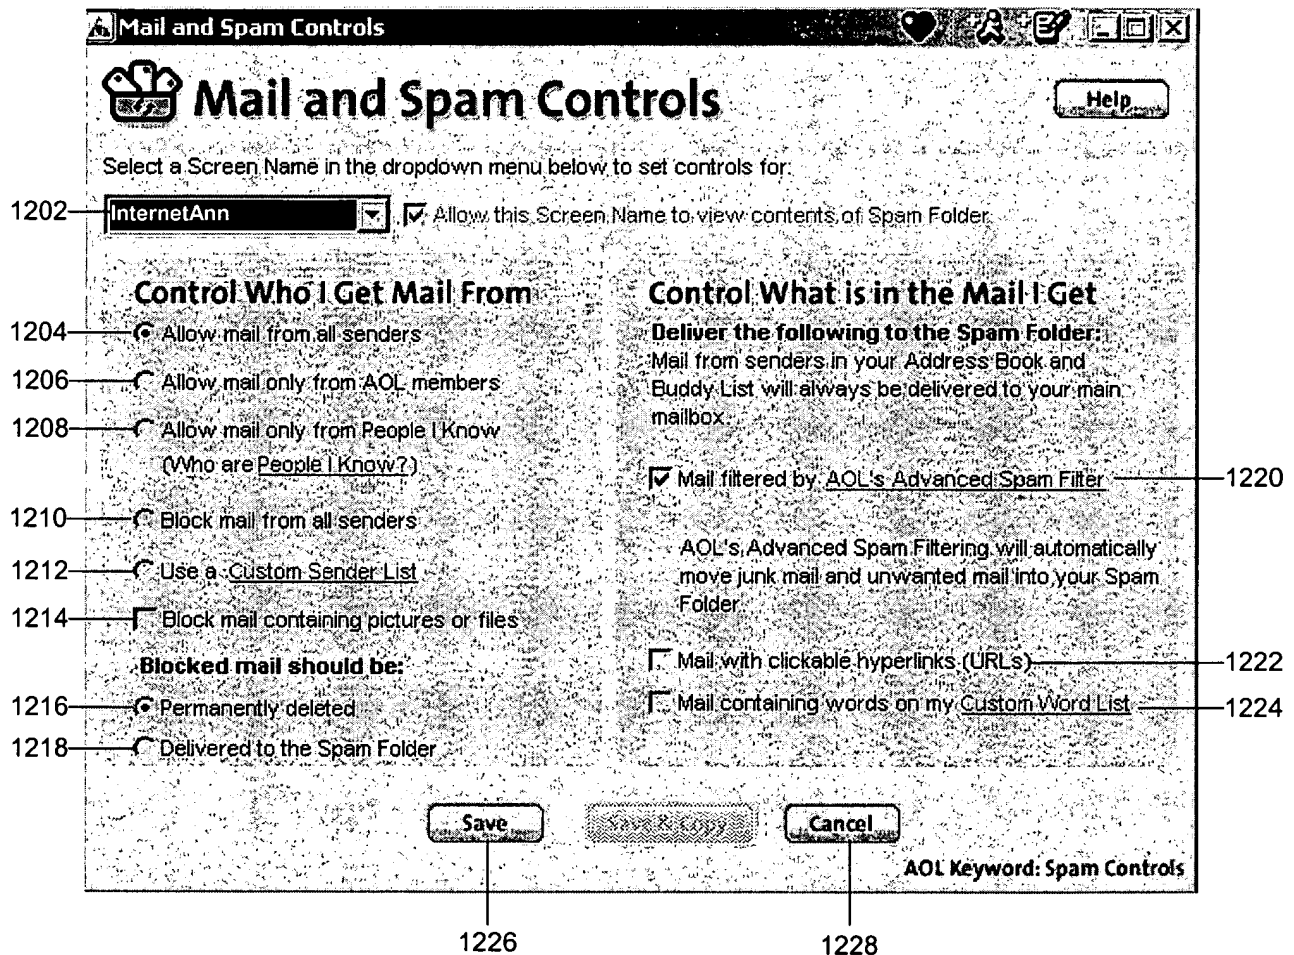 Mail and Spam Controls
Mail and Spam Controls
Help
Select a Screen Name in the dropdown menu below to set controls for:
1202
InternetAnn
Allow this Screen Name to view contents of Spam Folder
Control Who I Get Mail From
1204
Allow mail from all senders
1206
Allow mail only from AOL members
1208
Allow mail only from People I Know
(Who are People I Know?)
1210
Block mail from all senders
1212
Use a Custom Sender List
1214
Block mail containing pictures or files
Blocked mail should be:
1216
Permanently deleted
1218
Delivered to the Spam Folder
Control What is in the Mail I Get
Deliver the following to the Spam Folder:
Mail from senders in your Address Book and
Buddy List will always be delivered to your main
mailbox.
Mail filtered by AOL's Advanced Spam Filter
1220
AOL's Advanced Spam Filtering will automatically
move junk mail and unwanted mail into your Spam
Folder.
Mail with clickable hyperlinks (URLs)
1222
Mail containing words on my Custom Word List
1224
Save
Save & Copy
Cancel
AOL Keyword: Spam Controls
1226
1228